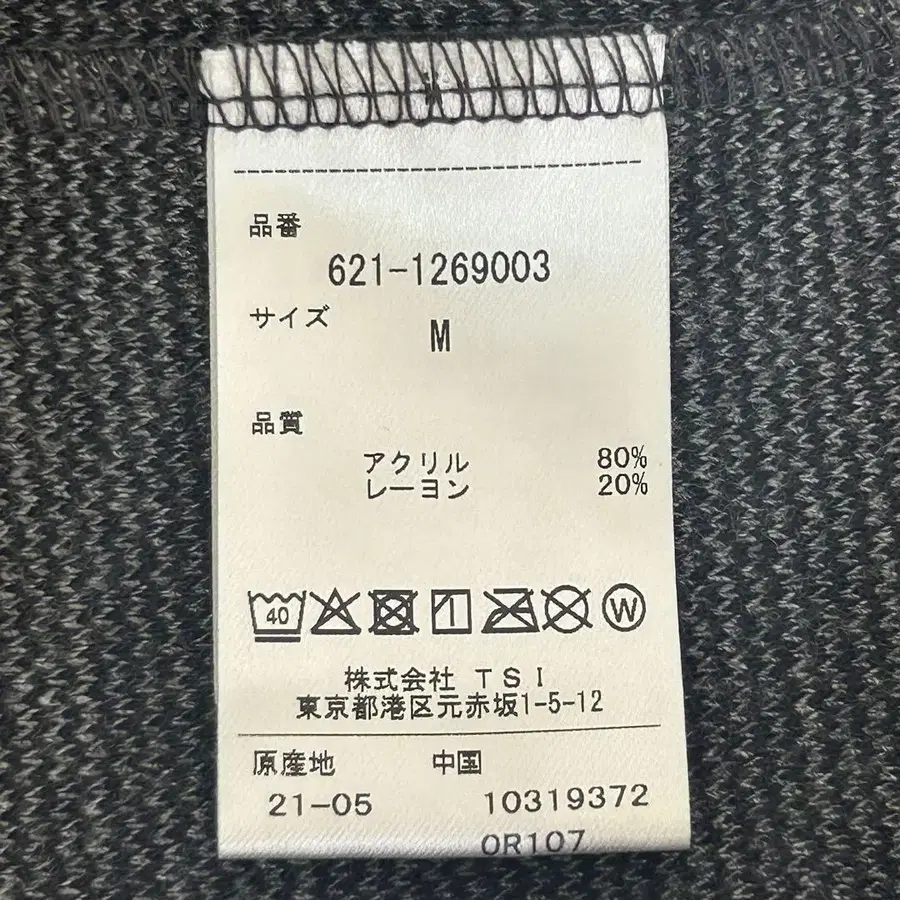 品番
621-1269003
サイズ
M
品質
アクリル 80%
レーヨン 20%
40 W
株式会社 TSI
東京都港区元赤坂1-5-12
原産地 中国
21-05 10319372
0R107